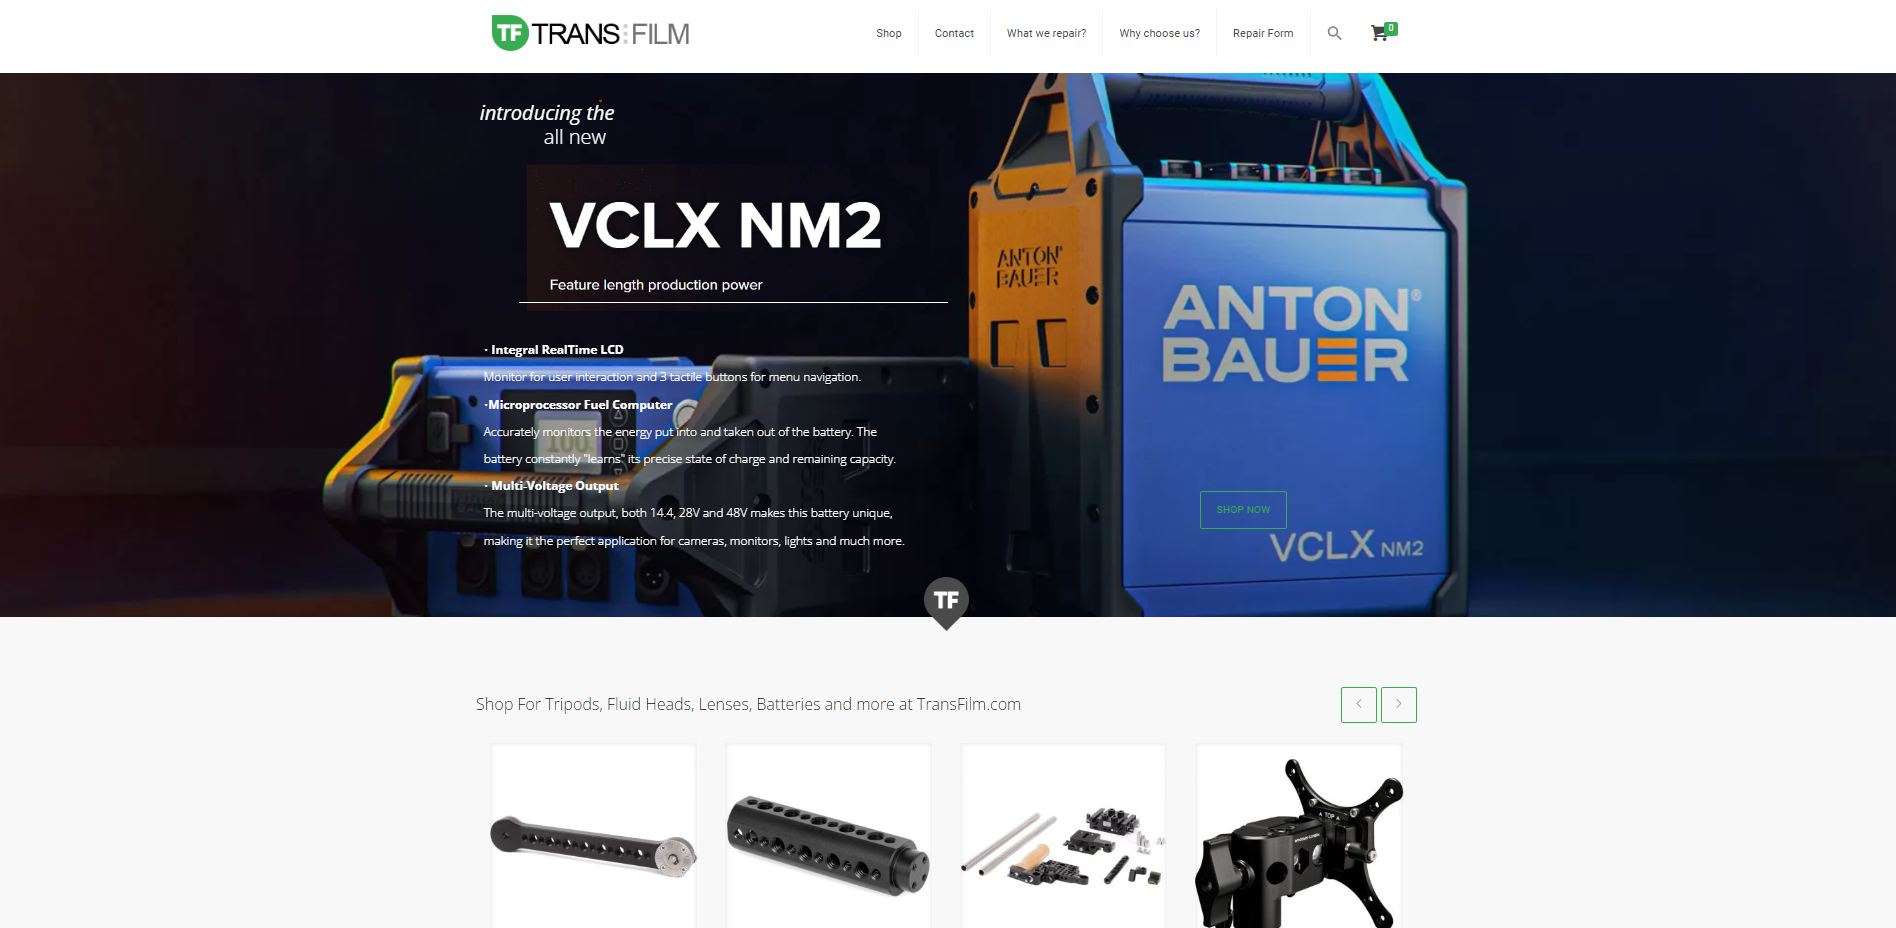 TF TRANS FILM
Shop
Contact
What we repair?
Why choose us?
Repair Form
0
introducing the
all new
VCLX NM2
Feature length production power
ANTON
BAUER
ANTON®
BAUER
· Integral RealTime LCD
Monitor for user interaction and 3 tactile buttons for menu navigation.
·Microprocessor Fuel Computer
Accurately monitors the energy put into and taken out of the battery. The
battery constantly "learns" its precise state of charge and remaining capacity.
· Multi-Voltage Output
The multi-voltage output, both 14.4, 28V and 48V makes this battery unique,
making it the perfect application for cameras, monitors, lights and much more.
100
SHOP NOW
VCLX NM2
TF
Shop For Tripods, Fluid Heads, Lenses, Batteries and more at TransFilm.com
TOP